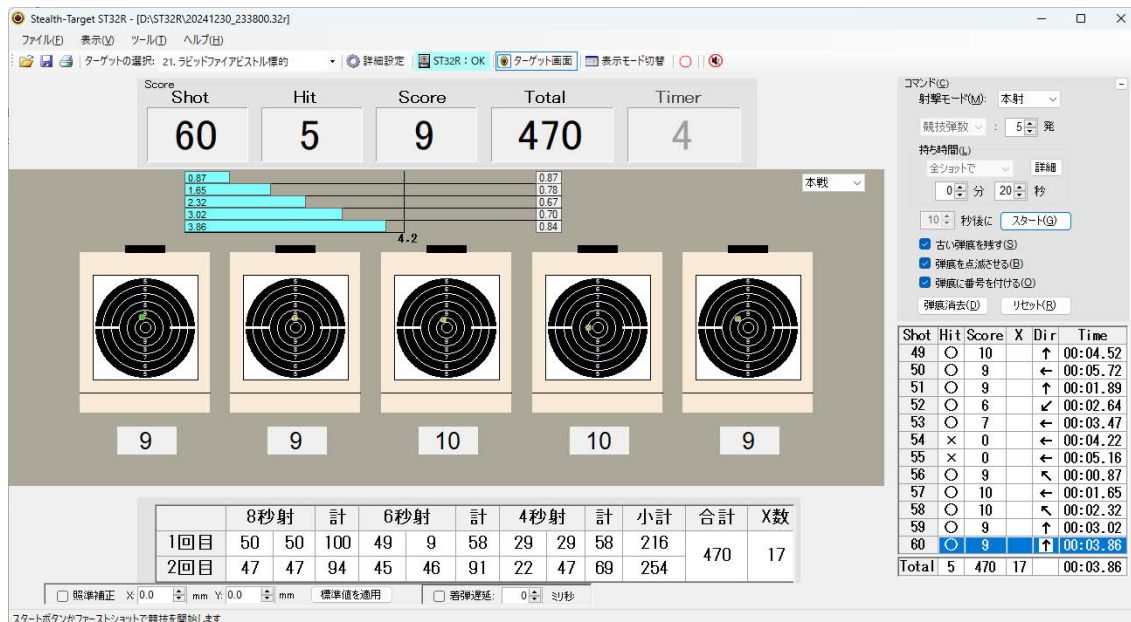 Stealth-Target ST32R - [D:\ST32R\20241230_233800.32r]
ファイル(F) 表示(V) ツール(T) ヘルプ(H)
ターゲットの選択: 21. ラピッドファイアピストル標的 詳細設定 ST32R：OK ターゲット画面 表示モード切替
Score
Shot Hit Score Total Timer
60 5 9 470 4
0.87 0.87
1.65 0.78
2.32 0.67
3.02 0.70
3.86 0.84
4.2
本戦
9 9 10 10 9
8秒射 計 6秒射 計 4秒射 計 小計 合計 X数
1回目 50 50 100 49 9 58 29 29 58 216 470 17
2回目 47 47 94 45 46 91 22 47 69 254
照準補正 X: 0.0 mm Y: 0.0 mm 標準値を適用 着弾遅延: 0 ミリ秒
スタートボタンかファーストショットで競技を開始します
コマンド(C)
射撃モード(M): 本射
競技弾数 : 5 発
持ち時間(L)
全ショットで 詳細
0 分 20 秒
10 秒後に スタート(G)
古い弾痕を残す(S)
弾痕を点滅させる(B)
弾痕に番号を付ける(O)
弾痕消去(D) リセット(R)
Shot Hit Score X Dir Time
49 ○ 10 ↑ 00:04.52
50 ○ 9 ← 00:05.72
51 ○ 9 ↑ 00:01.89
52 ○ 6 ↙ 00:02.64
53 ○ 7 ← 00:03.47
54 × 0 ← 00:04.22
55 × 0 ← 00:05.16
56 ○ 9 ↖ 00:00.87
57 ○ 10 ← 00:01.65
58 ○ 10 ↖ 00:02.32
59 ○ 9 ↑ 00:03.02
60 ○ 9 ↑ 00:03.86
Total 5 470 17 00:03.86